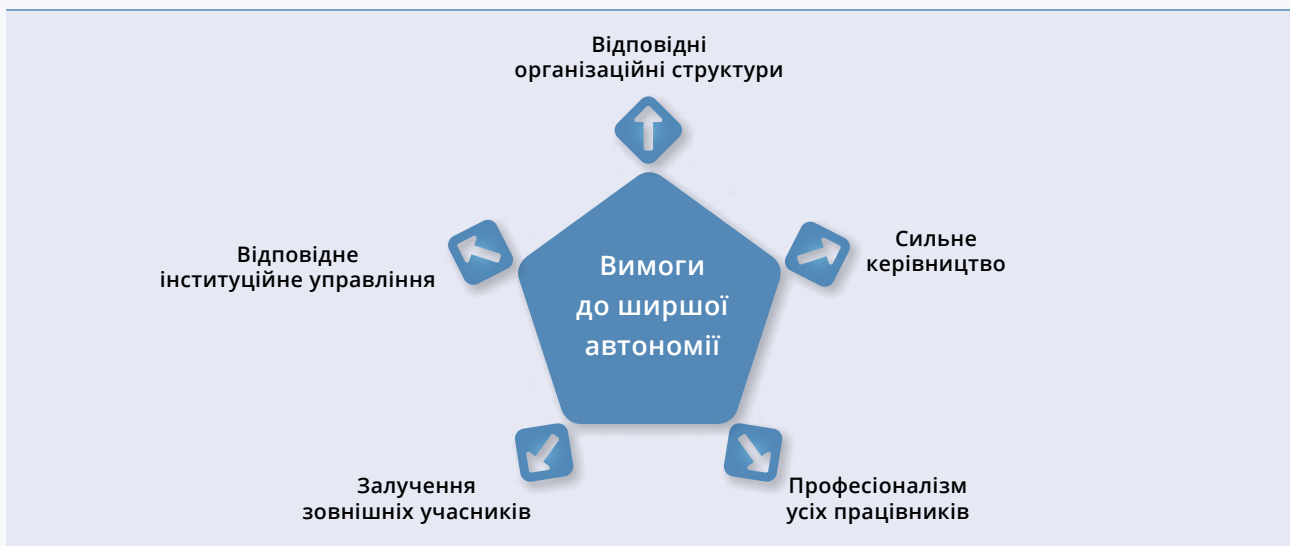 Відповідні
організаційні структури
Сильне
керівництво
Відповідне
інституційне управління
Вимоги
до ширшої
автономії
Залучення
зовнішніх учасників
Професіоналізм
усіх працівників